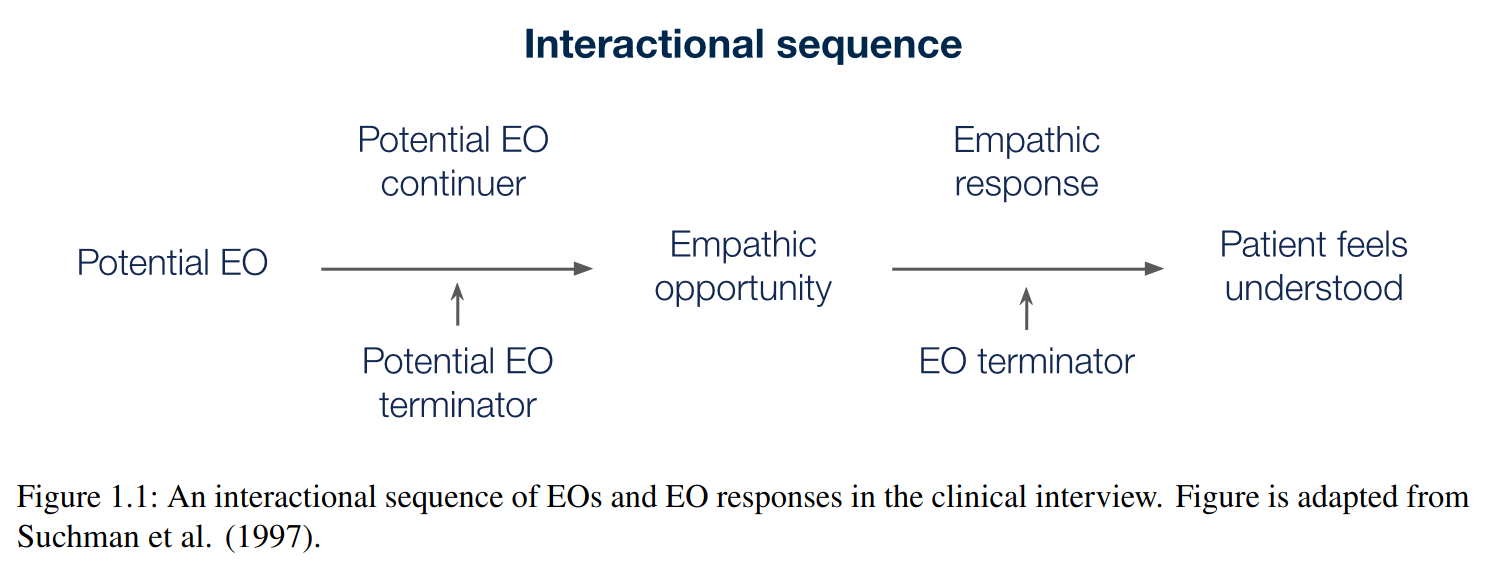 Interactional sequence
Potential EO
continuer
Empathic
response
Potential EO
Empathic
opportunity
Patient feels
understood
Potential EO
terminator
EO terminator
Figure 1.1: An interactional sequence of EOs and EO responses in the clinical interview. Figure is adapted from
Suchman et al. (1997).